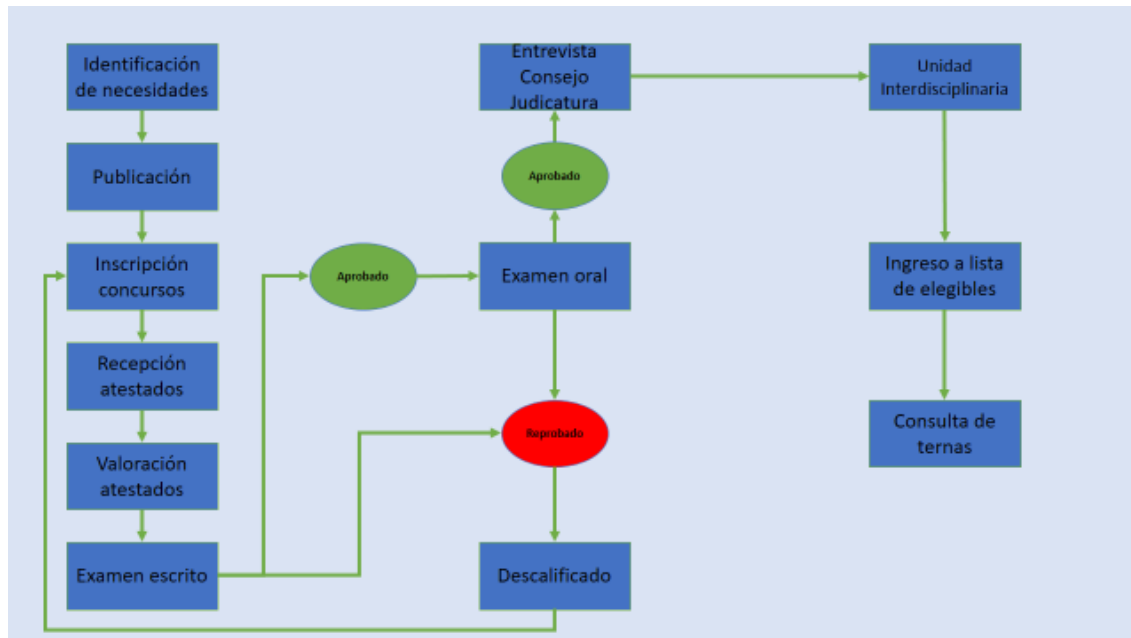 Identificación
de necesidades
Publicación
Inscripción
concursos
Recepción
atestados
Valoración
atestados
Examen escrito
Aprobado
Entrevista
Consejo
Judicatura
Aprobado
Examen oral
Reprobado
Descalificado
Unidad
Interdisciplinaria
Ingreso a lista
de elegibles
Consulta de
ternas